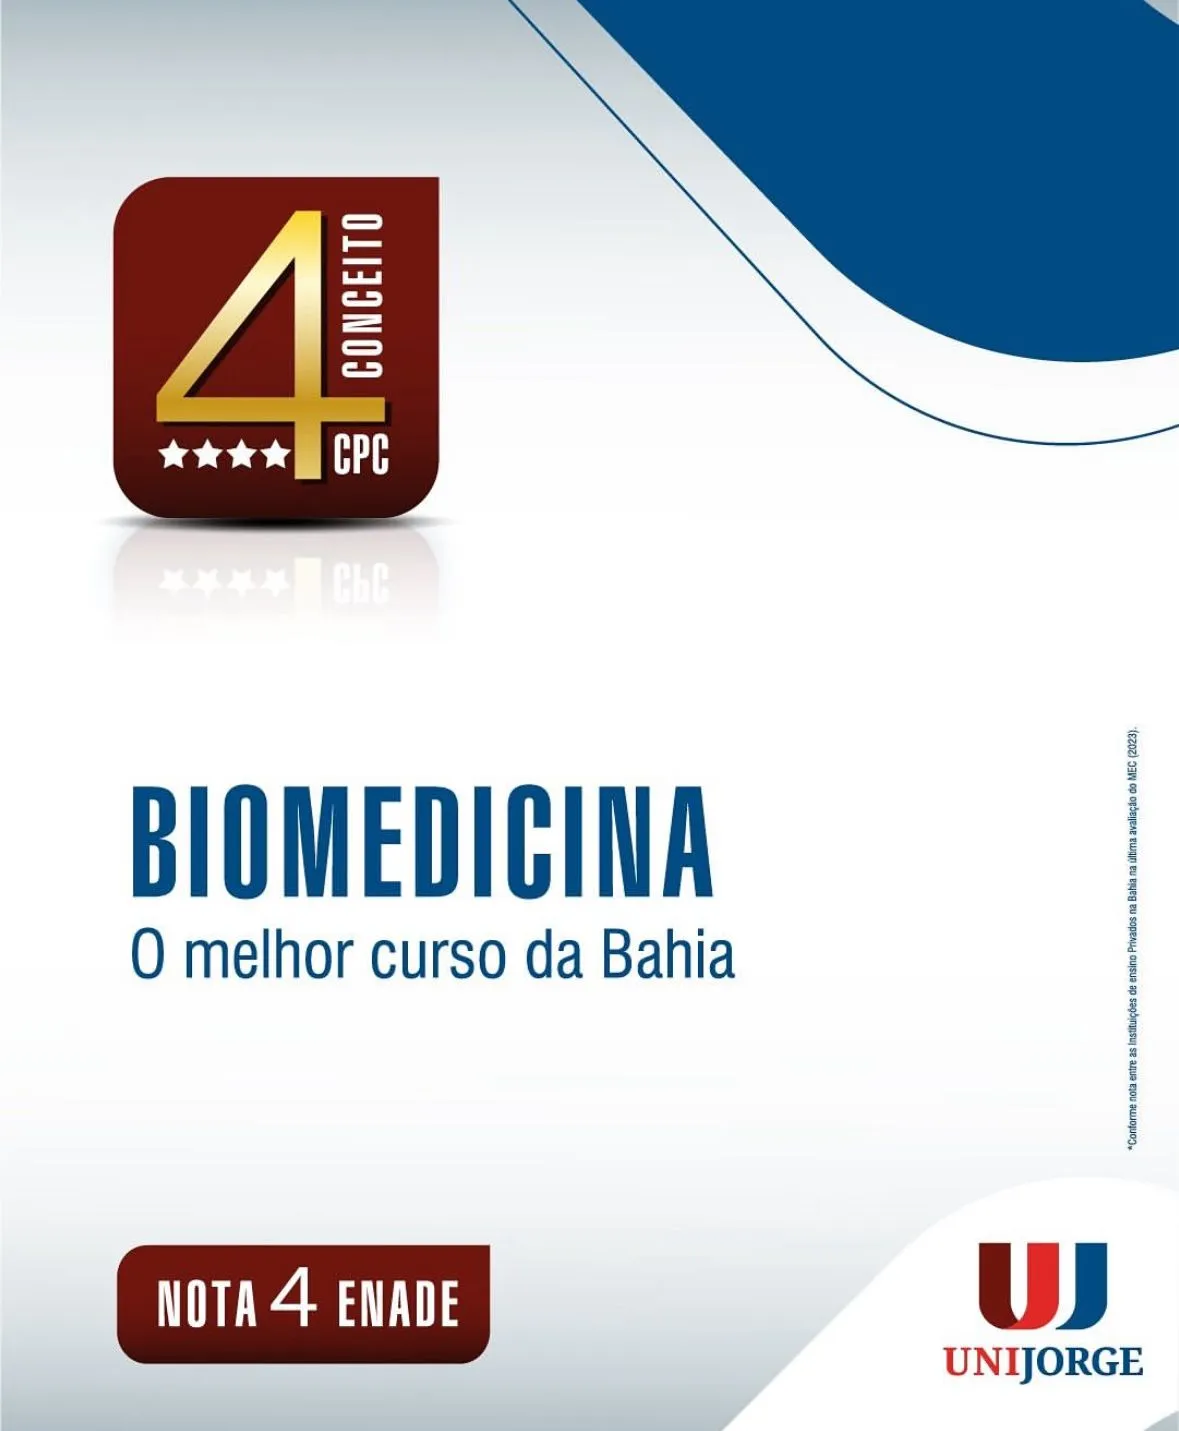 4
CONCEITO
CPC
BIOMEDICINA
O melhor curso da Bahia
*Conforme nota entre as Instituições de ensino Privados na Bahia na última avaliação do MEC (2023).
NOTA 4 ENADE
UNIJORGE